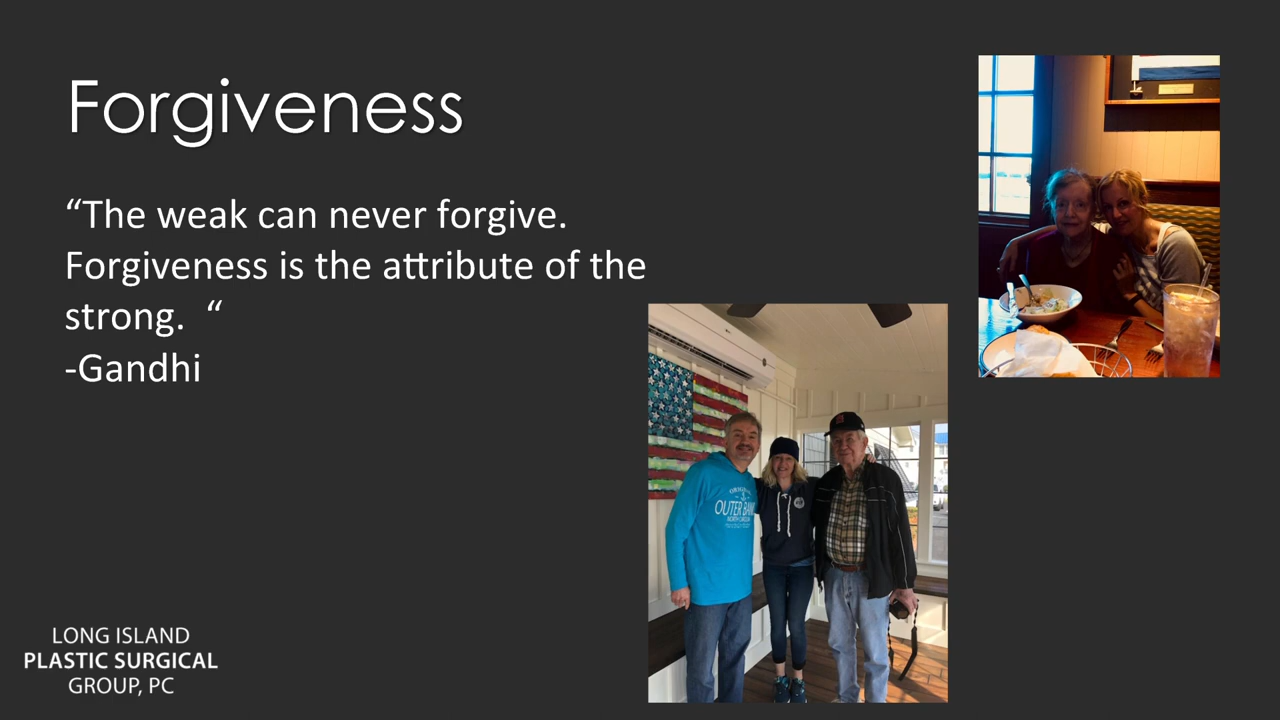 Forgiveness
“The weak can never forgive.
Forgiveness is the attribute of the
strong.  “
-Gandhi
OUTER BAN
NORTH CAROLINA
LONG ISLAND
PLASTIC SURGICAL
GROUP, PC